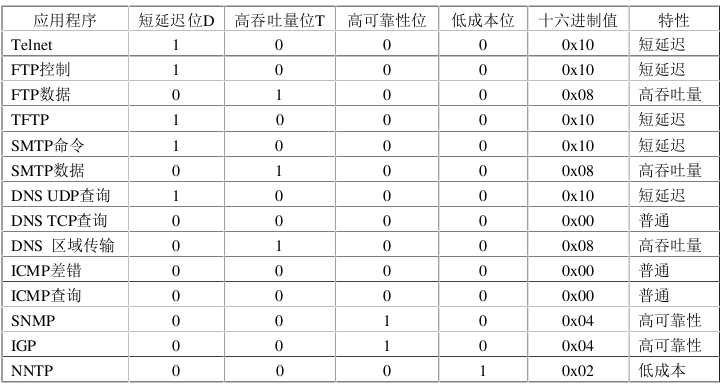 应用程序 短延迟位D 高吞吐量位T 高可靠性位 低成本位 十六进制值 特性
Telnet 1 0 0 0 0x10 短延迟
FTP控制 1 0 0 0 0x10 短延迟
FTP数据 0 1 0 0 0x08 高吞吐量
TFTP 1 0 0 0 0x10 短延迟
SMTP命令 1 0 0 0 0x10 短延迟
SMTP数据 0 1 0 0 0x08 高吞吐量
DNS UDP查询 1 0 0 0 0x10 短延迟
DNS TCP查询 0 0 0 0 0x00 普通
DNS 区域传输 0 1 0 0 0x08 高吞吐量
ICMP差错 0 0 0 0 0x00 普通
ICMP查询 0 0 0 0 0x00 普通
SNMP 0 0 1 0 0x04 高可靠性
IGP 0 0 1 0 0x04 高可靠性
NNTP 0 0 0 1 0x02 低成本